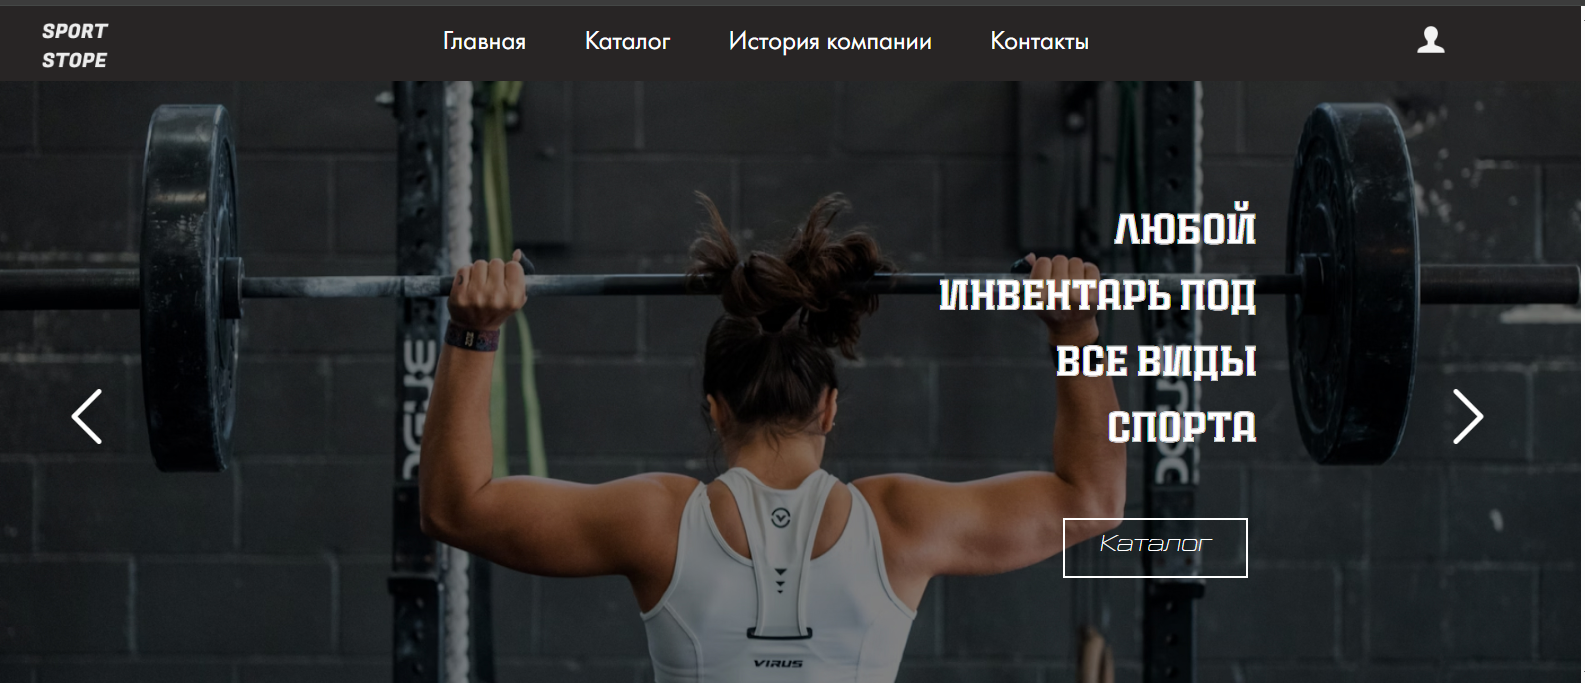 SPORT
STOPE
Главная Каталог История компании Контакты
ЛЮБОЙ
ИНВЕНТАРЬ ПОД
ВСЕ ВИДЫ
СПОРТА
Каталог
VIRUS